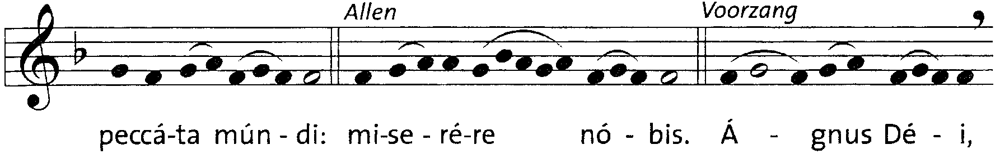 Allen Voorzang
peccá-ta mún - di: mi-se - ré-re nó - bis. Á - gnus Dé - i,